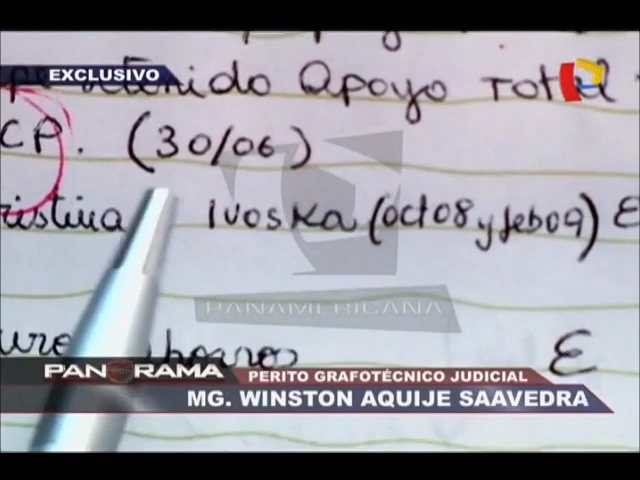 EXCLUSIVO
tenido Apoyo Total
CP. (30/06)
ristina Ivoska (oct08 y feb09) E
E
PANAMERICANA
PANORAMA
PERITO GRAFOTÉCNICO JUDICIAL
MG. WINSTON AQUIJE SAAVEDRA